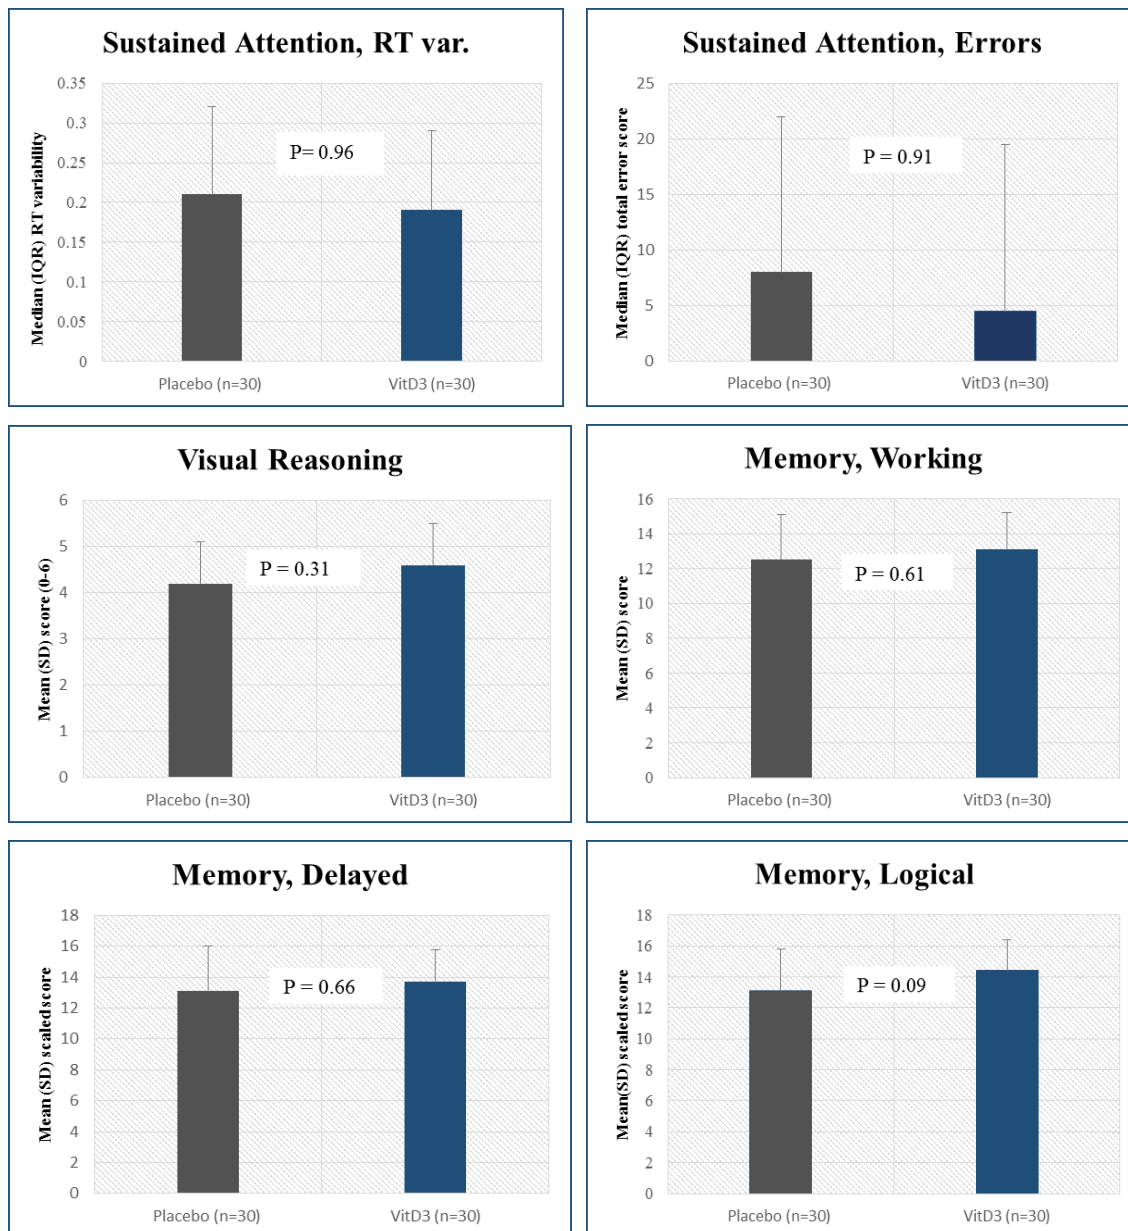 Sustained Attention, RT var.
Median (IQR) RT variability
0.35
0.3
0.25
0.2
0.15
0.1
0.05
0
P= 0.96
Placebo (n=30)
VitD3 (n=30)
Sustained Attention, Errors
Median (IQR) total error score
25
20
15
10
5
0
P = 0.91
Placebo (n=30)
VitD3 (n=30)
Visual Reasoning
Mean (SD) score (0-6)
6
5
4
3
2
1
0
P = 0.31
Placebo (n=30)
VitD3 (n=30)
Memory, Working
Mean (SD) score
16
14
12
10
8
6
4
2
0
P = 0.61
Placebo (n=30)
VitD3 (n=30)
Memory, Delayed
Mean (SD) scaled score
18
16
14
12
10
8
6
4
2
0
P = 0.66
Placebo (n=30)
VitD3 (n=30)
Memory, Logical
Mean(SD) scaled score
18
16
14
12
10
8
6
4
2
0
P = 0.09
Placebo (n=30)
VitD3 (n=30)